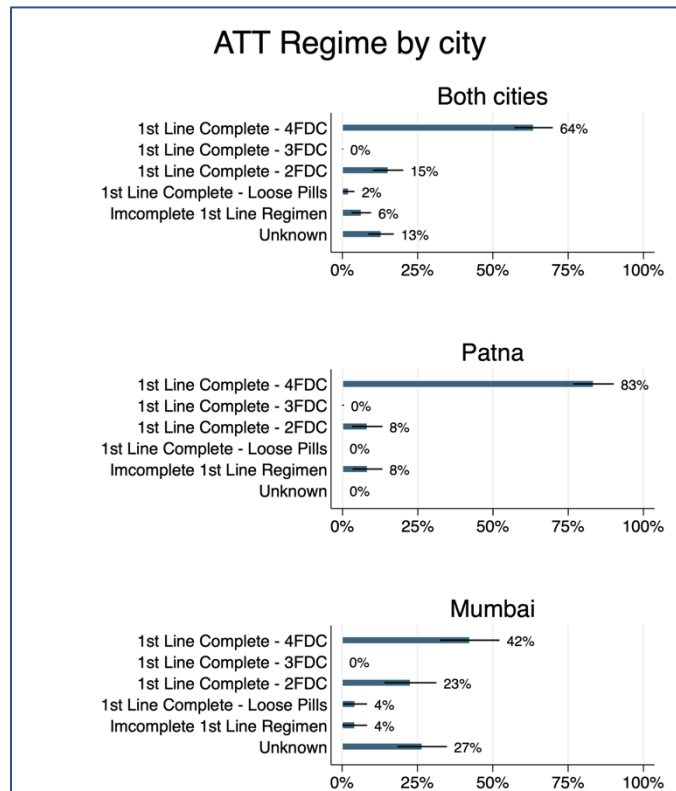 ATT Regime by city
Both cities
1st Line Complete - 4FDC 64%
1st Line Complete - 3FDC 0%
1st Line Complete - 2FDC 15%
1st Line Complete - Loose Pills 2%
Imcomplete 1st Line Regimen 6%
Unknown 13%
0% 25% 50% 75% 100%
Patna
1st Line Complete - 4FDC 83%
1st Line Complete - 3FDC 0%
1st Line Complete - 2FDC 8%
1st Line Complete - Loose Pills 0%
Imcomplete 1st Line Regimen 8%
Unknown 0%
0% 25% 50% 75% 100%
Mumbai
1st Line Complete - 4FDC 42%
1st Line Complete - 3FDC 0%
1st Line Complete - 2FDC 23%
1st Line Complete - Loose Pills 4%
Imcomplete 1st Line Regimen 4%
Unknown 27%
0% 25% 50% 75% 100%